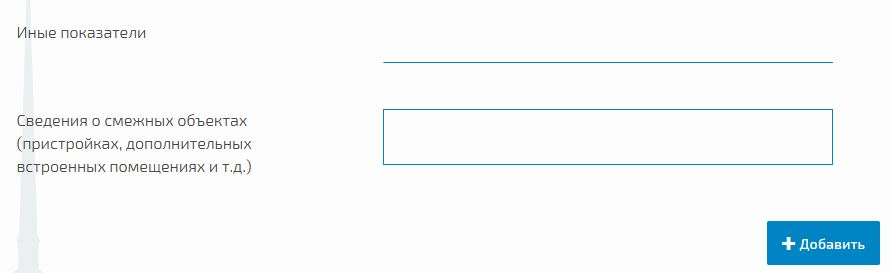 Иные показатели
Сведения о смежных объектах
(пристройках, дополнительных
встроенных помещениях и т.д.)
Добавить